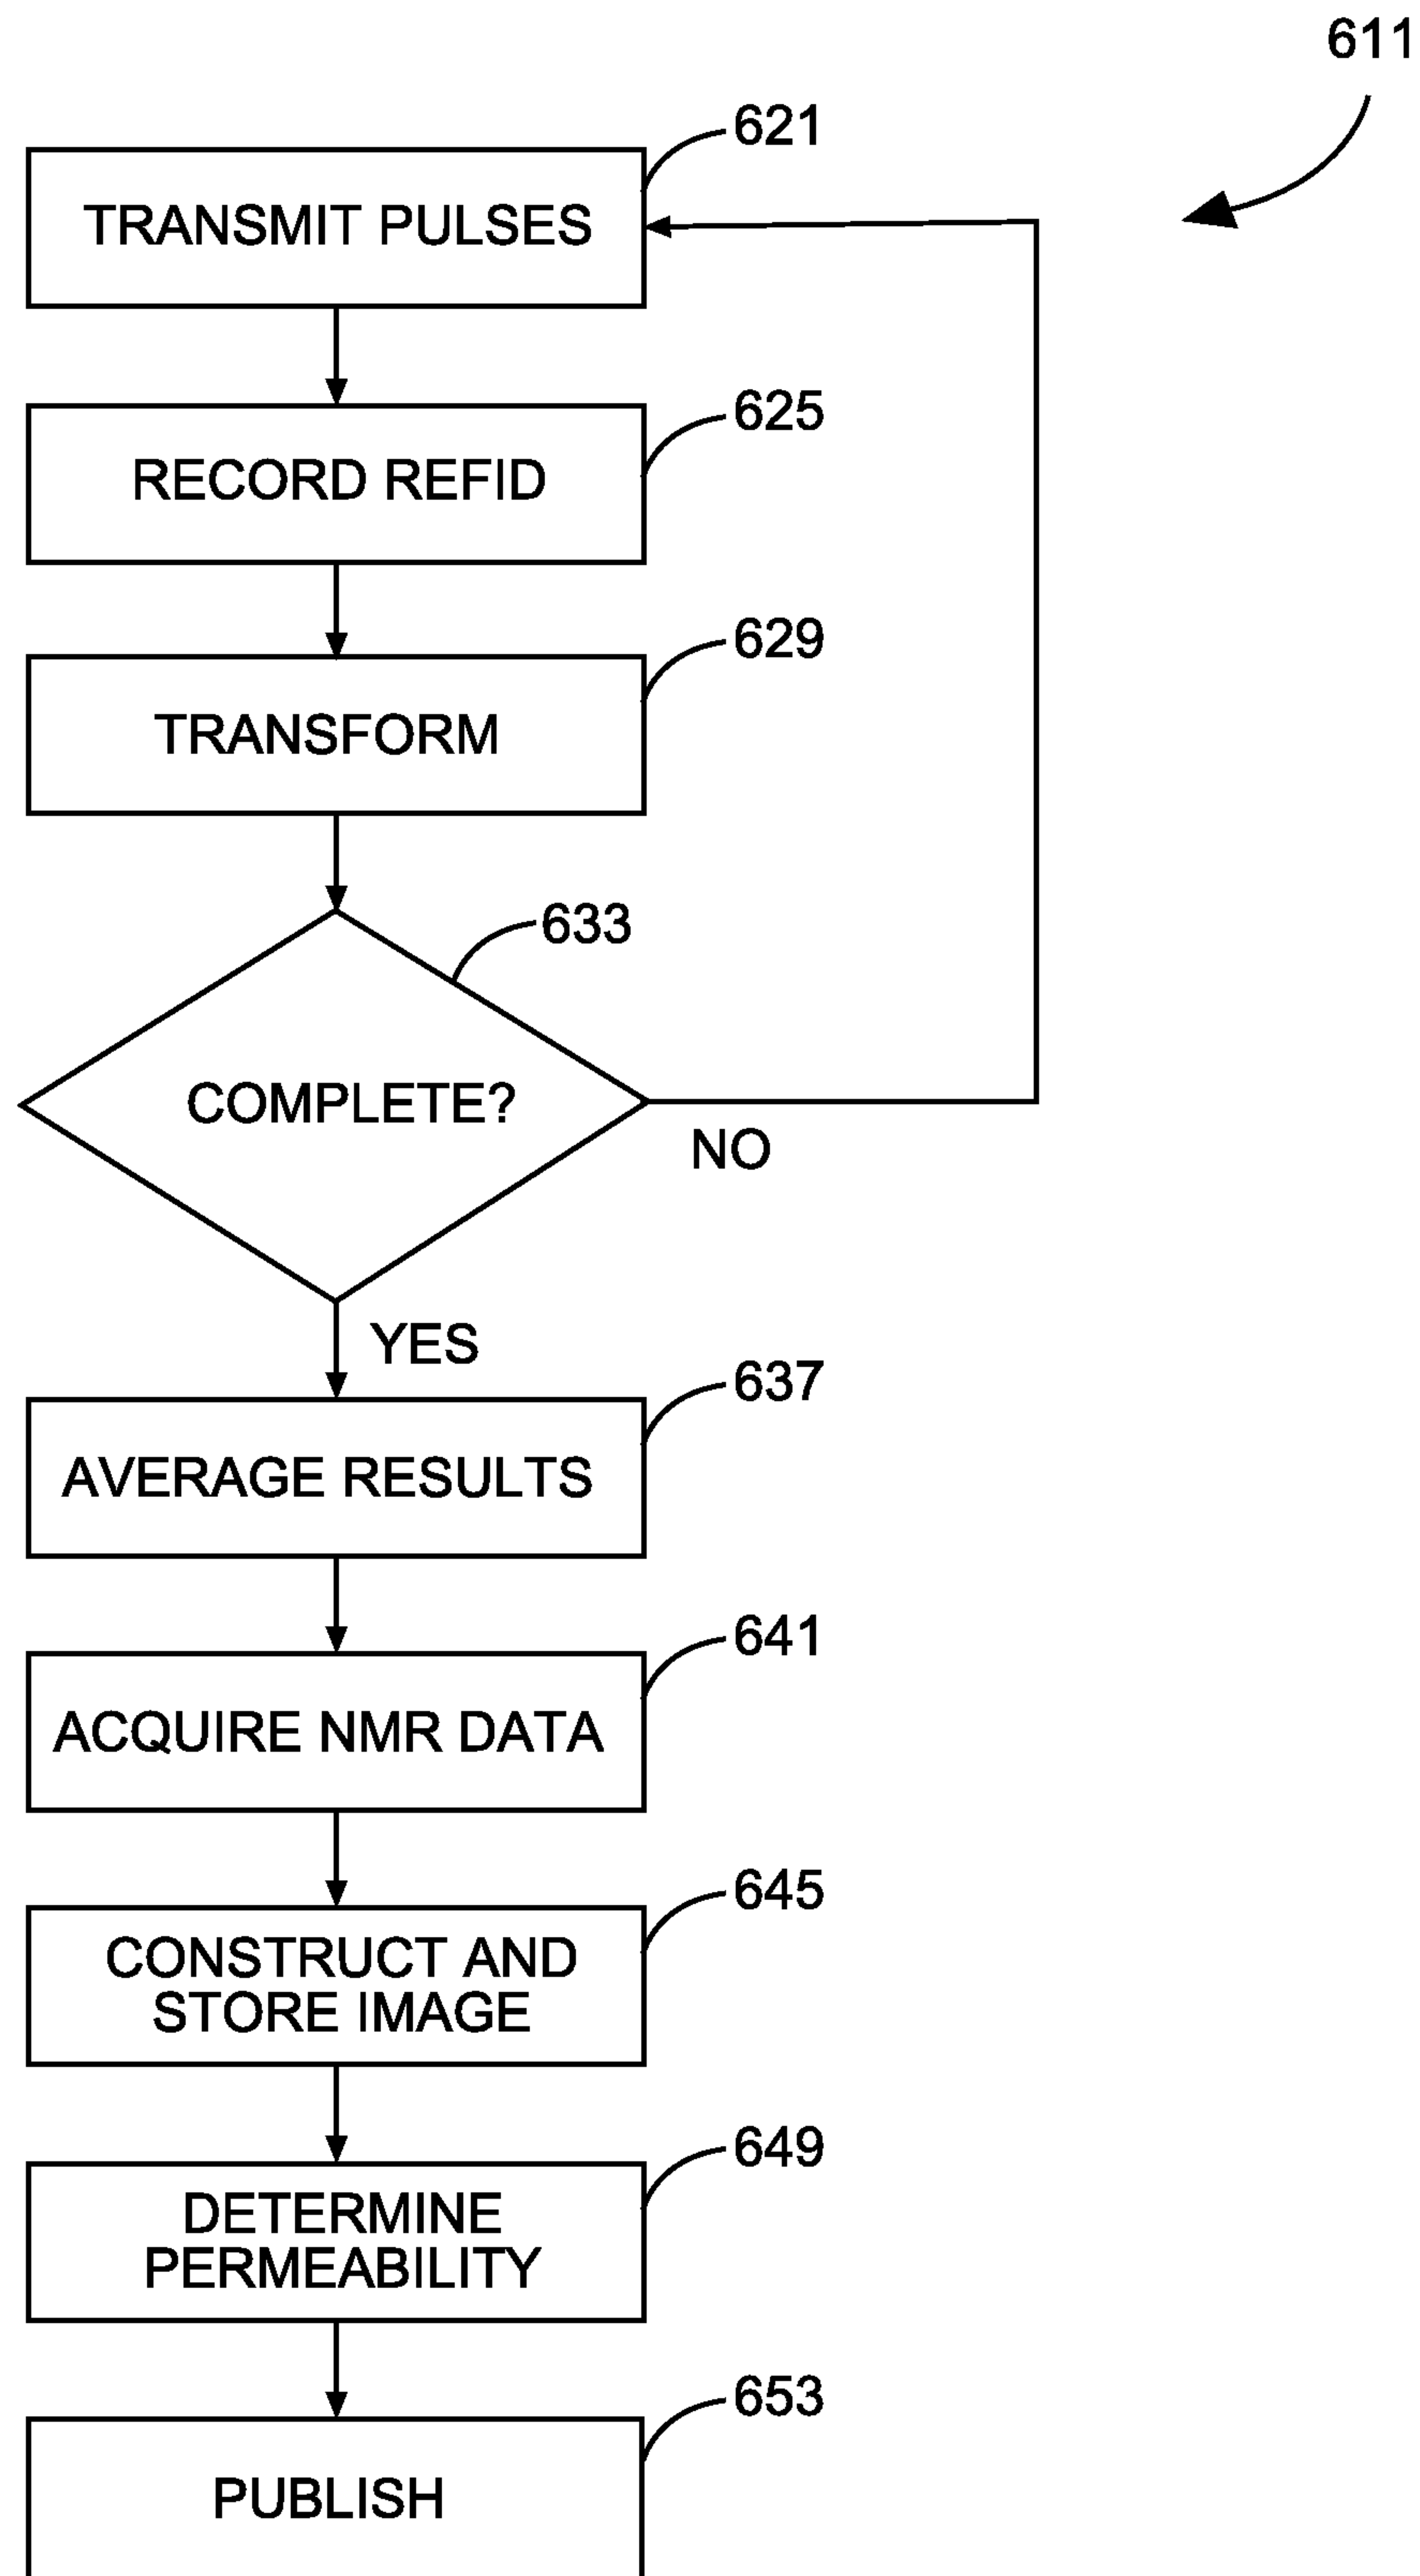 611
621
TRANSMIT PULSES
625
RECORD REFID
629
TRANSFORM
633
COMPLETE?
NO
YES
637
AVERAGE RESULTS
641
ACQUIRE NMR DATA
645
CONSTRUCT AND
STORE IMAGE
649
DETERMINE
PERMEABILITY
653
PUBLISH